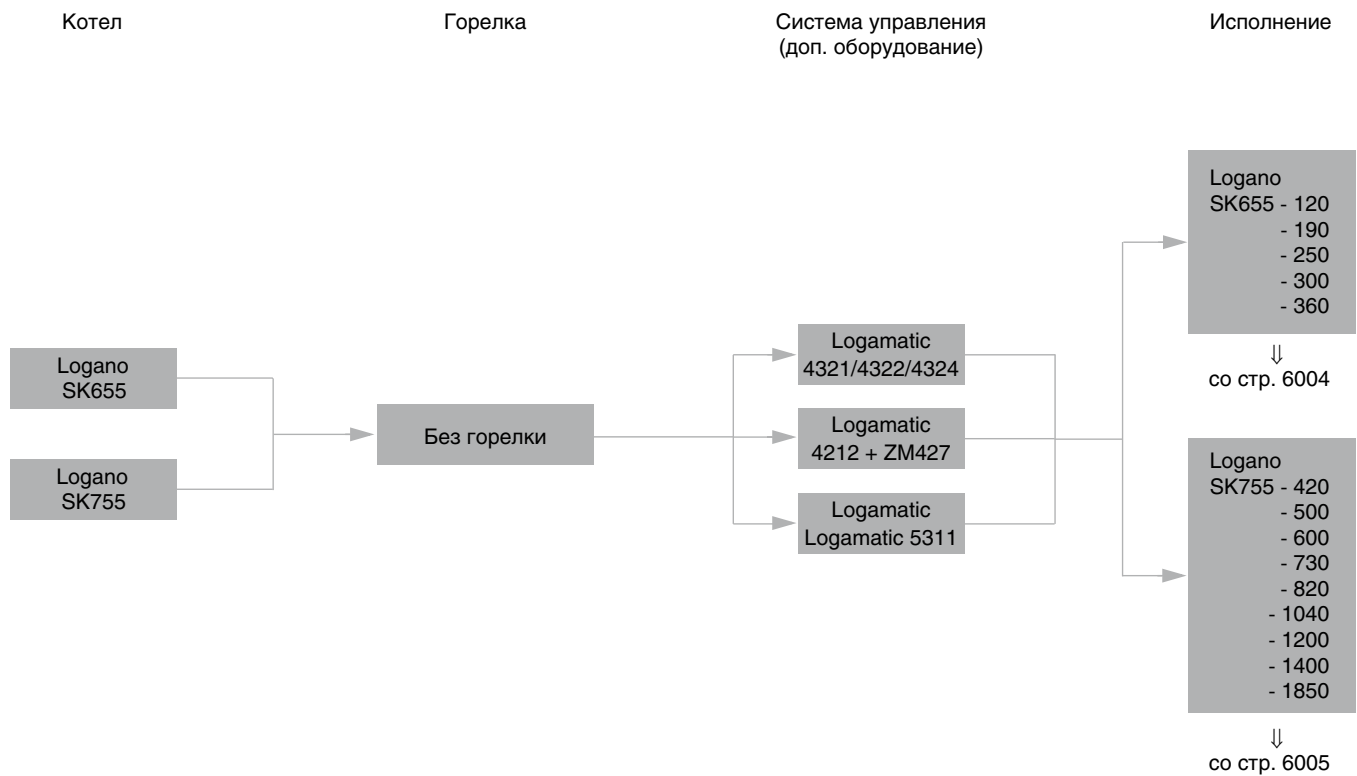 Котел
Горелка
Система управления
(доп. оборудование)
Исполнение
Logano
SK655
Logano
SK755
Без горелки
Logamatic
4321/4322/4324
Logamatic
4212 + ZM427
Logamatic
Logamatic 5311
Logano
SK655 - 120
- 190
- 250
- 300
- 360
⇓
со стр. 6004
Logano
SK755 - 420
- 500
- 600
- 730
- 820
- 1040
- 1200
- 1400
- 1850
⇓
со стр. 6005